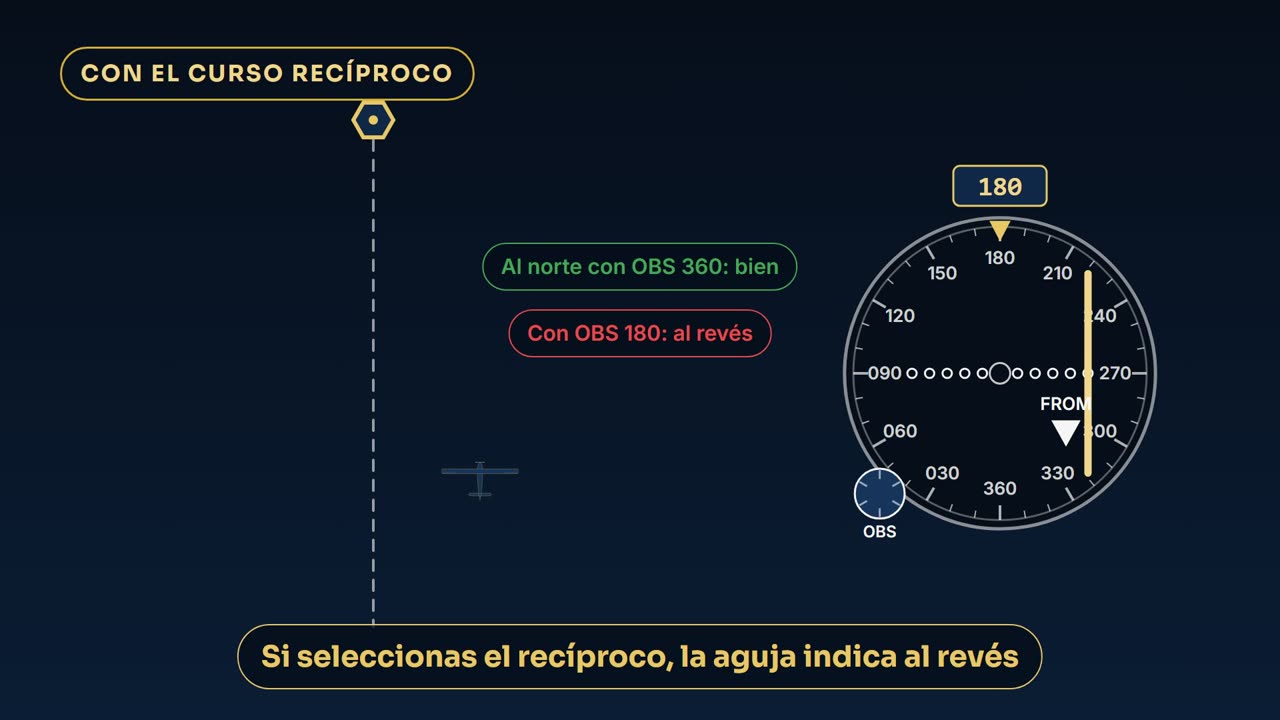 CON EL CURSO RECÍPROCO
180
Al norte con OBS 360: bien
Con OBS 180: al revés
180
150
210
120
240
090
270
FROM
060
300
030
330
360
OBS
Si seleccionas el recíproco, la aguja indica al revés